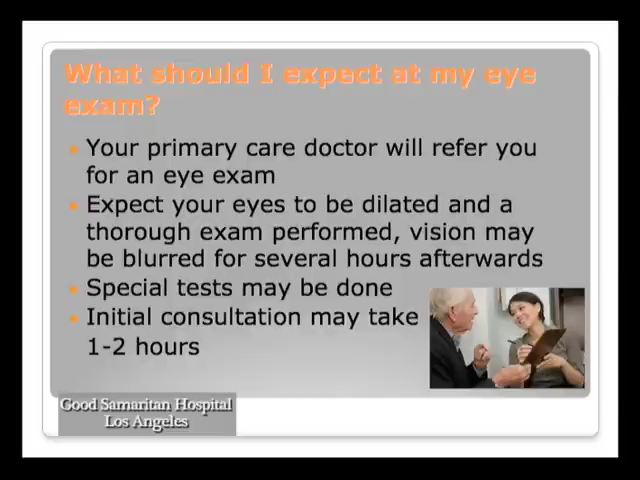 What should I expect at my eye
exam?
Your primary care doctor will refer you
for an eye exam
Expect your eyes to be dilated and a
thorough exam performed, vision may
be blurred for several hours afterwards
Special tests may be done
Initial consultation may take
1-2 hours
Good Samaritan Hospital
Los Angeles